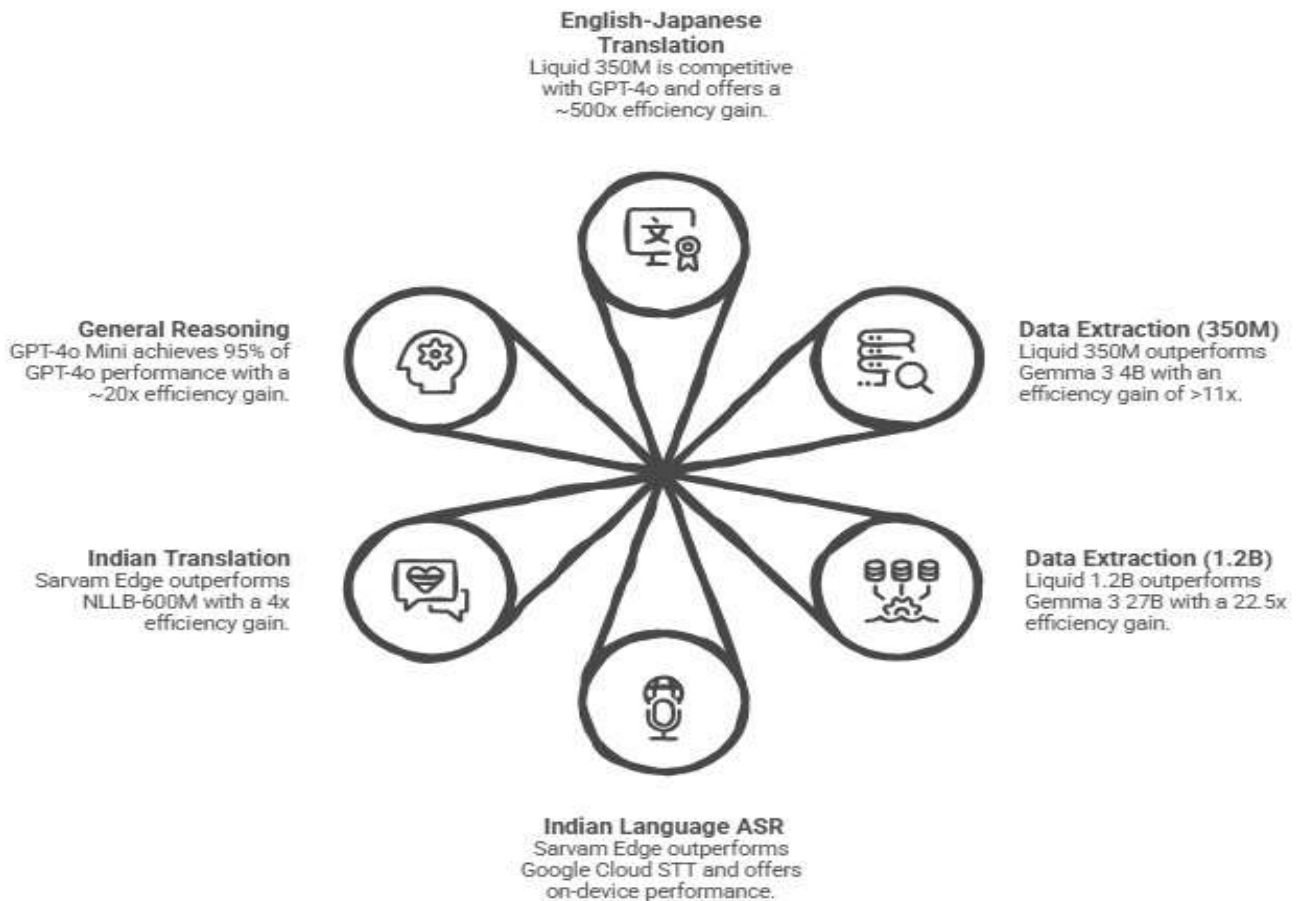 English-Japanese
Translation
Liquid 350M is competitive
with GPT-4o and offers a
~500x efficiency gain.
文
General Reasoning
GPT-4o Mini achieves 95% of
GPT-4o performance with a
~20x efficiency gain.
Data Extraction (350M)
Liquid 350M outperforms
Gemma 3 4B with an
efficiency gain of >11x.
Indian Translation
Sarvam Edge outperforms
NLLB-600M with a 4x
efficiency gain.
Data Extraction (1.2B)
Liquid 1.2B outperforms
Gemma 3 27B with a 22.5x
efficiency gain.
Indian Language ASR
Sarvam Edge outperforms
Google Cloud STT and offers
on-device performance.